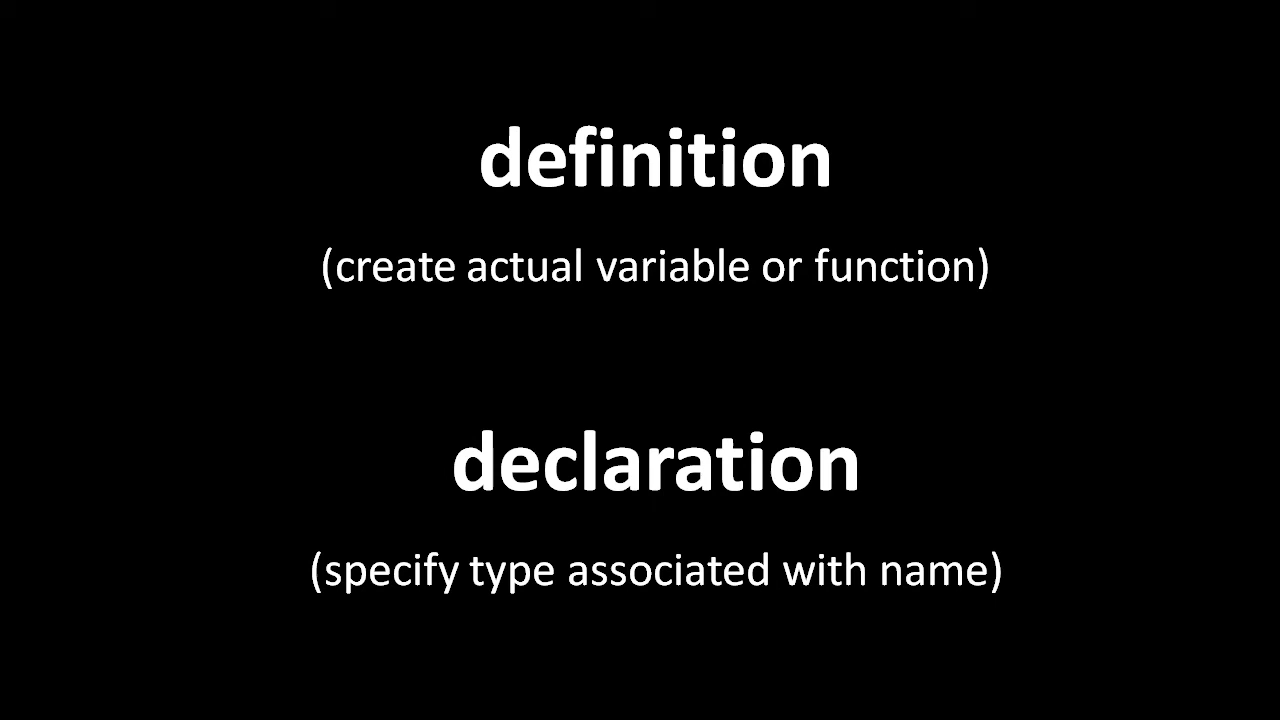 definition
(create actual variable or function)
declaration
(specify type associated with name)